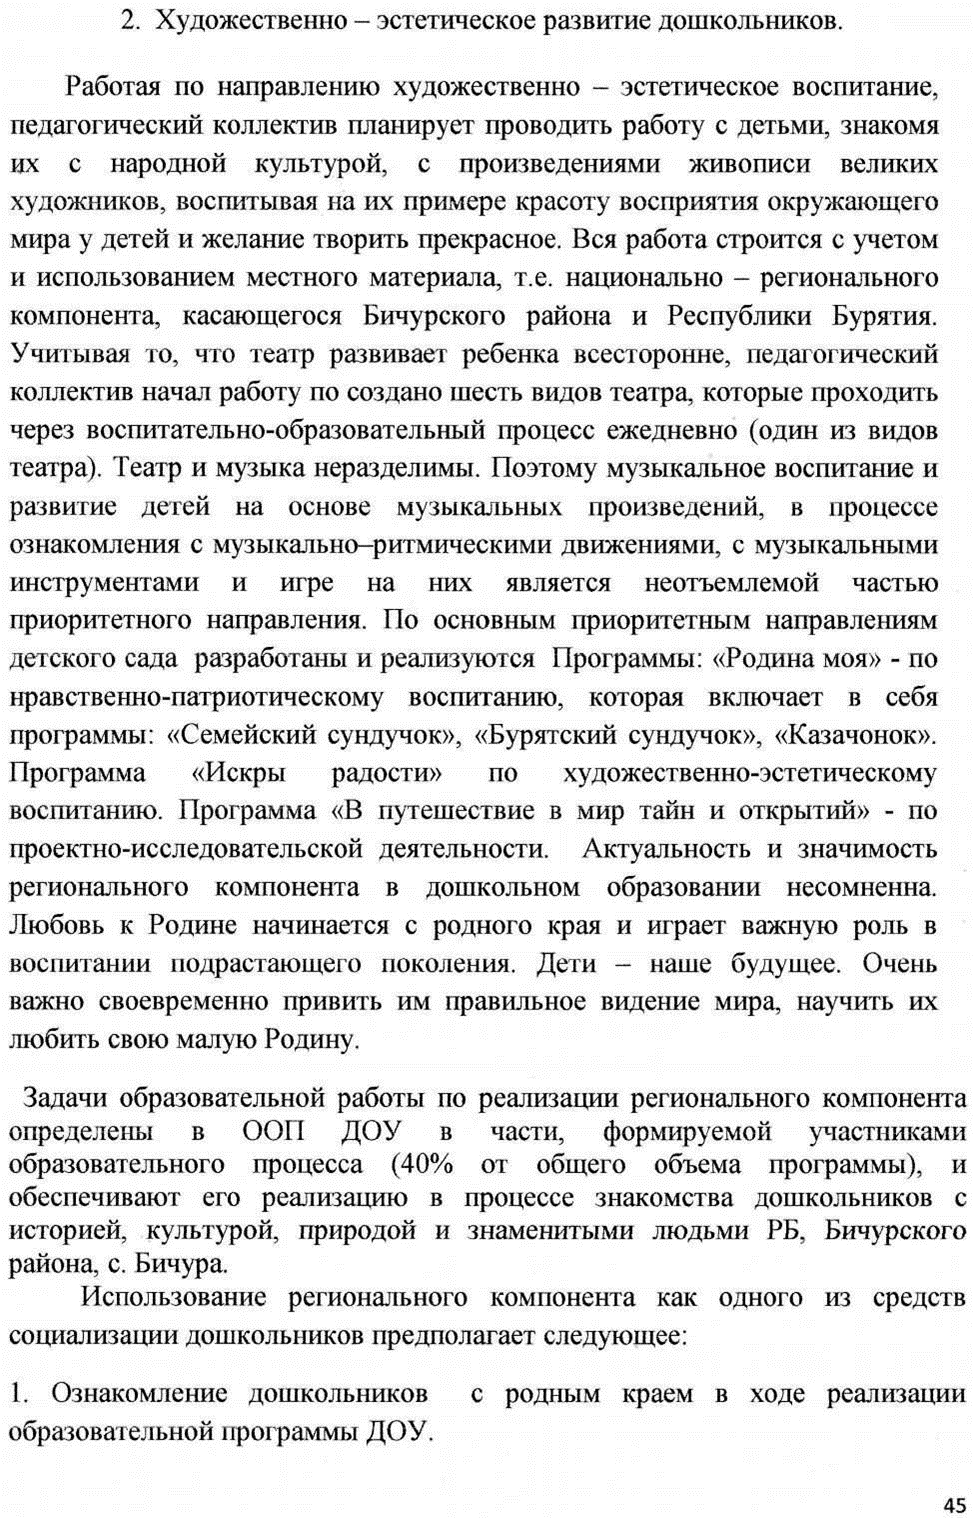 2. Художественно – эстетическое развитие дошкольников.
Работая по направлению художественно – эстетическое воспитание,
педагогический коллектив планирует проводить работу с детьми, знакомя
их с народной культурой, с произведениями живописи великих
художников, воспитывая на их примере красоту восприятия окружающего
мира у детей и желание творить прекрасное. Вся работа строится с учетом
и использованием местного материала, т.е. национально – регионального
компонента, касающегося Бичурского района и Республики Бурятия.
Учитывая то, что театр развивает ребенка всесторонне, педагогический
коллектив начал работу по создано шесть видов театра, которые проходить
через воспитательно-образовательный процесс ежедневно (один из видов
театра). Театр и музыка неразделимы. Поэтому музыкальное воспитание и
развитие детей на основе музыкальных произведений, в процессе
ознакомления с музыкально–ритмическими движениями, с музыкальными
инструментами и игре на них является неотъемлемой частью
приоритетного направления. По основным приоритетным направлениям
детского сада разработаны и реализуются Программы: «Родина моя» - по
нравственно-патриотическому воспитанию, которая включает в себя
программы: «Семейский сундучок», «Бурятский сундучок», «Казачонок».
Программа «Искры радости» по художественно-эстетическому
воспитанию. Программа «В путешествие в мир тайн и открытий» - по
проектно-исследовательской деятельности. Актуальность и значимость
регионального компонента в дошкольном образовании несомненна.
Любовь к Родине начинается с родного края и играет важную роль в
воспитании подрастающего поколения. Дети – наше будущее. Очень
важно своевременно привить им правильное видение мира, научить их
любить свою малую Родину.
Задачи образовательной работы по реализации регионального компонента
определены в ООП ДОУ в части, формируемой участниками
образовательного процесса (40% от общего объема программы), и
обеспечивают его реализацию в процессе знакомства дошкольников с
историей, культурой, природой и знаменитыми людьми РБ, Бичурского
района, с. Бичура.
Использование регионального компонента как одного из средств
социализации дошкольников предполагает следующее:
1. Ознакомление дошкольников с родным краем в ходе реализации
образовательной программы ДОУ.
45